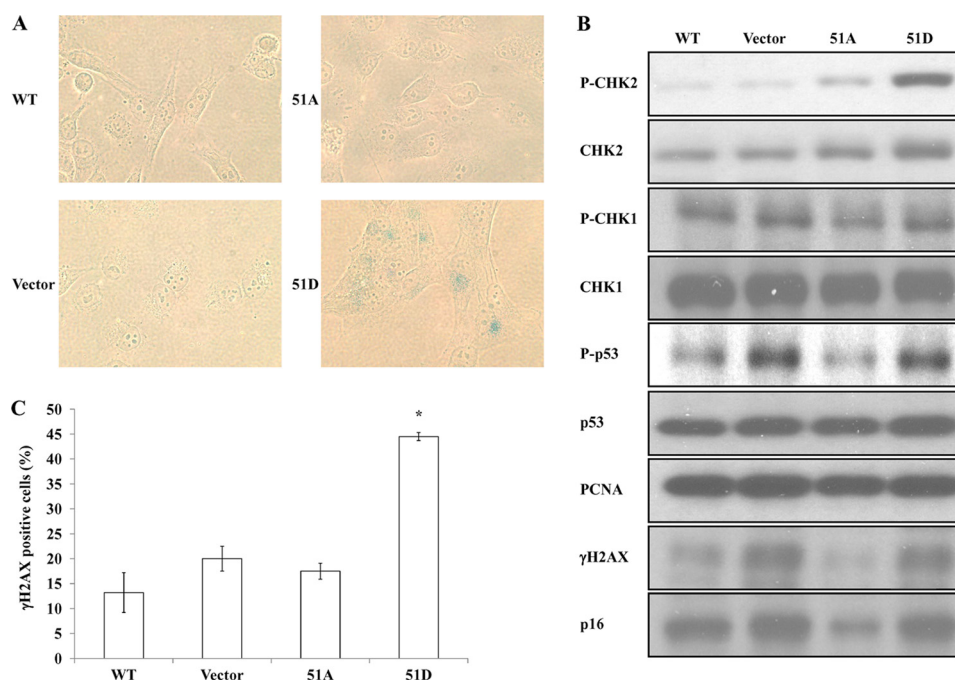 A
WT
51A
Vector
51D
B
WT Vector 51A 51D
P-CHK2
CHK2
P-CHK1
CHK1
P-p53
p53
PCNA
γH2AX
p16
C
γH2AX positive cells (%)
50
45
40
35
30
25
20
15
10
5
0
*
WT Vector 51A 51D